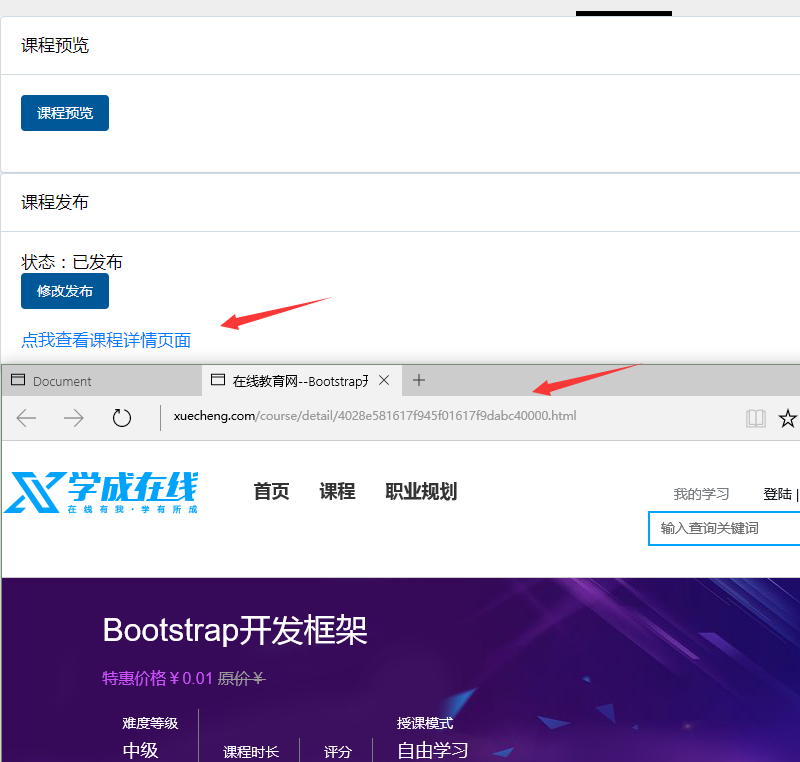 课程预览
课程预览
课程发布
状态：已发布
修改发布
点我查看课程详情页面
Document
在线教育网--Bootstrap开
xuecheng.com/course/detail/4028e581617f945f01617f9dabc40000.html
学成在线
在线有我·学有所成
首页 课程 职业规划
我的学习 登陆 |
输入查询关键词
Bootstrap开发框架
特惠价格￥0.01 原价￥
难度等级 授课模式
中级 课程时长 评分 自由学习